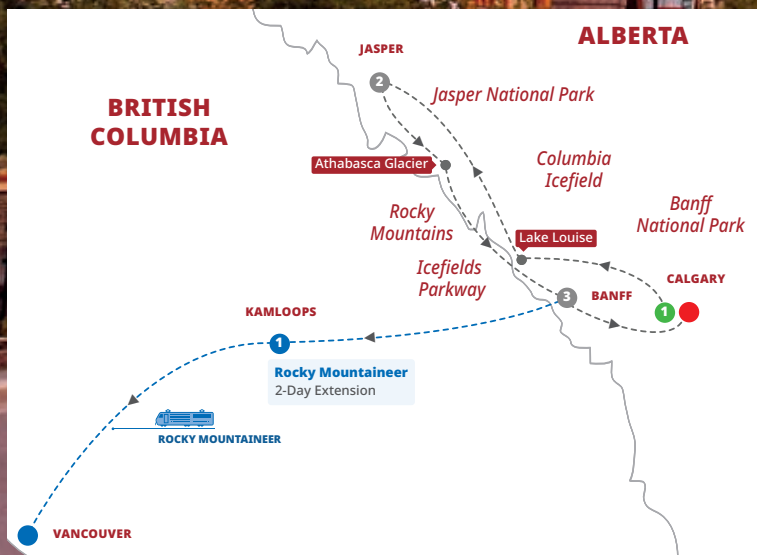 ALBERTA
JASPER
2
Jasper National Park
BRITISH
COLUMBIA
Athabasca Glacier
Columbia
Icefield
Rocky
Mountains
Banff
National Park
Lake Louise
Icefields
Parkway
CALGARY
3
BANFF
1
KAMLOOPS
1
Rocky Mountaineer
2-Day Extension
ROCKY MOUNTAINEER
VANCOUVER